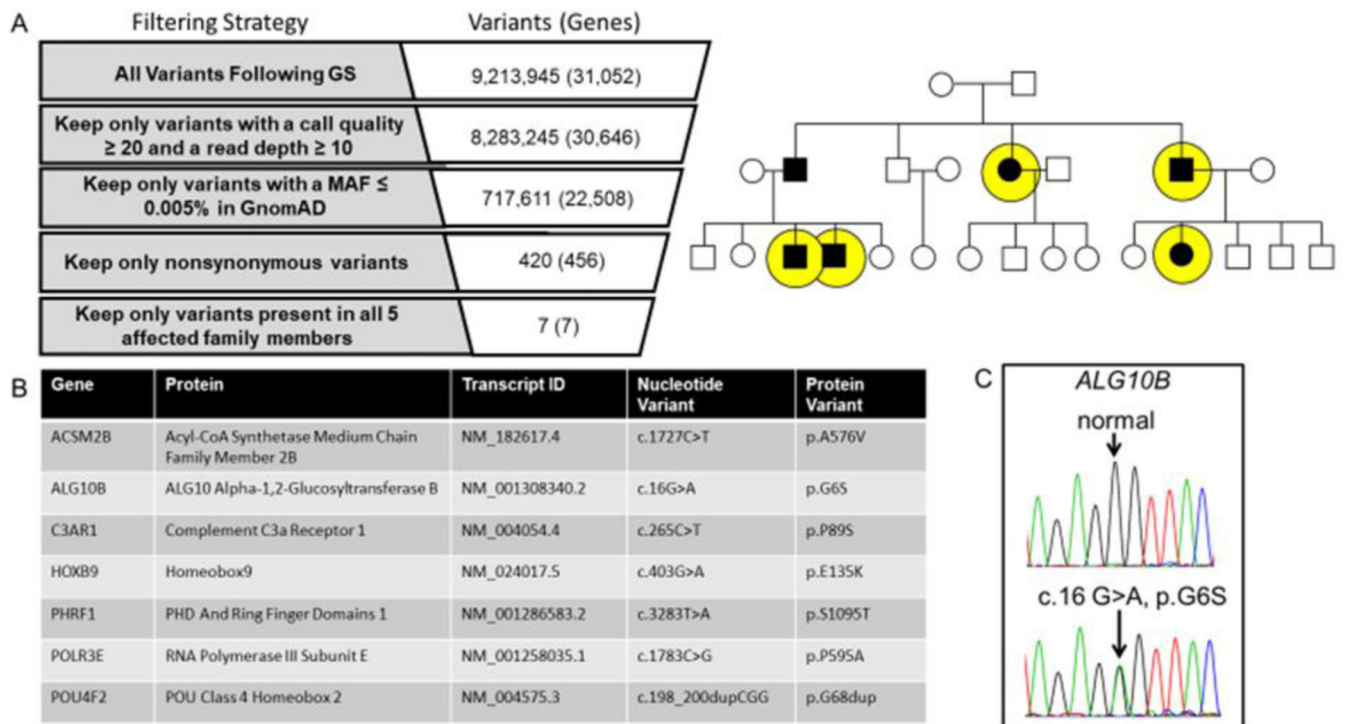 A
Filtering Strategy
Variants (Genes)
All Variants Following GS
9,213,945 (31,052)
Keep only variants with a call quality
≥ 20 and a read depth ≥ 10
8,283,245 (30,646)
Keep only variants with a MAF ≤
0.005% in GnomAD
717,611 (22,508)
Keep only nonsynonymous variants
420 (456)
Keep only variants present in all 5
affected family members
7 (7)
B
Gene Protein Transcript ID Nucleotide Variant Protein Variant
ACSM2B Acyl-CoA Synthetase Medium Chain Family Member 2B NM_182617.4 c.1727C>T p.A576V
ALG10B ALG10 Alpha-1,2-Glucosyltransferase B NM_001308340.2 c.16G>A p.G6S
C3AR1 Complement C3a Receptor 1 NM_004054.4 c.265C>T p.P89S
HOXB9 Homeobox9 NM_024017.5 c.403G>A p.E135K
PHRF1 PHD And Ring Finger Domains 1 NM_001286583.2 c.3283T>A p.S1095T
POLR3E RNA Polymerase III Subunit E NM_001258035.1 c.1783C>G p.P595A
POU4F2 POU Class 4 Homeobox 2 NM_004575.3 c.198_200dupCGG p.G68dup
C
ALG10B
normal
c.16 G>A, p.G6S